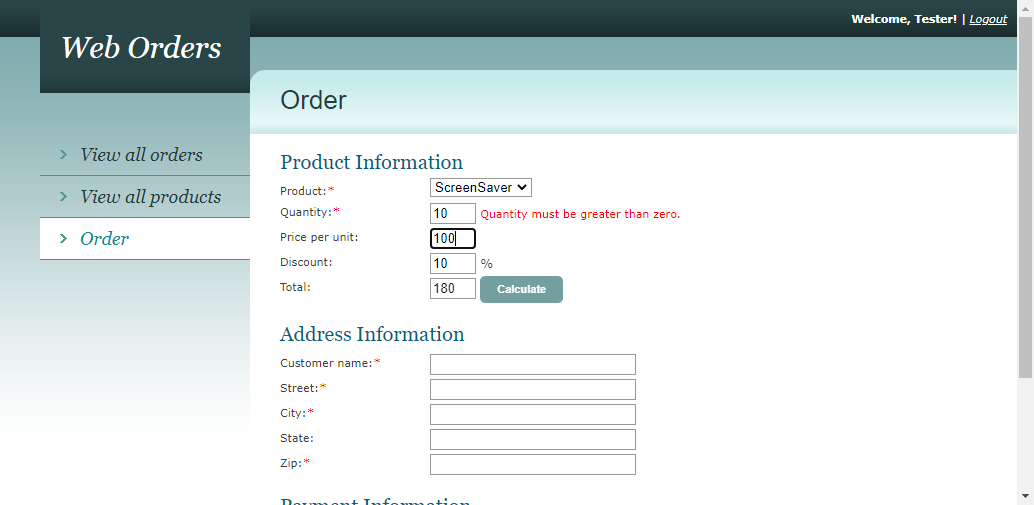 Welcome, Tester! | Logout
Web Orders
Order
> View all orders
> View all products
> Order
Product Information
Product:* ScreenSaver
Quantity:* 10 Quantity must be greater than zero.
Price per unit: 100
Discount: 10 %
Total: 180 Calculate
Address Information
Customer name:*
Street:*
City:*
State:
Zip:*
Payment Information